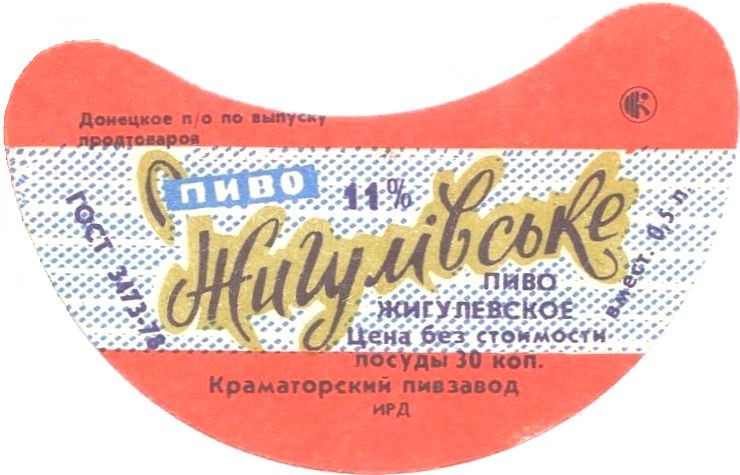 Донецкое п/о по выпуску
продтоваров
К
ПИВО
11%
Жигулівське
ГОСТ 3473-78
вмест. 0,5 л.
ПИВО
ЖИГУЛЕВСКОЕ
Цена без стоимости
посуды 30 коп.
Краматорский пивзавод
ИРД